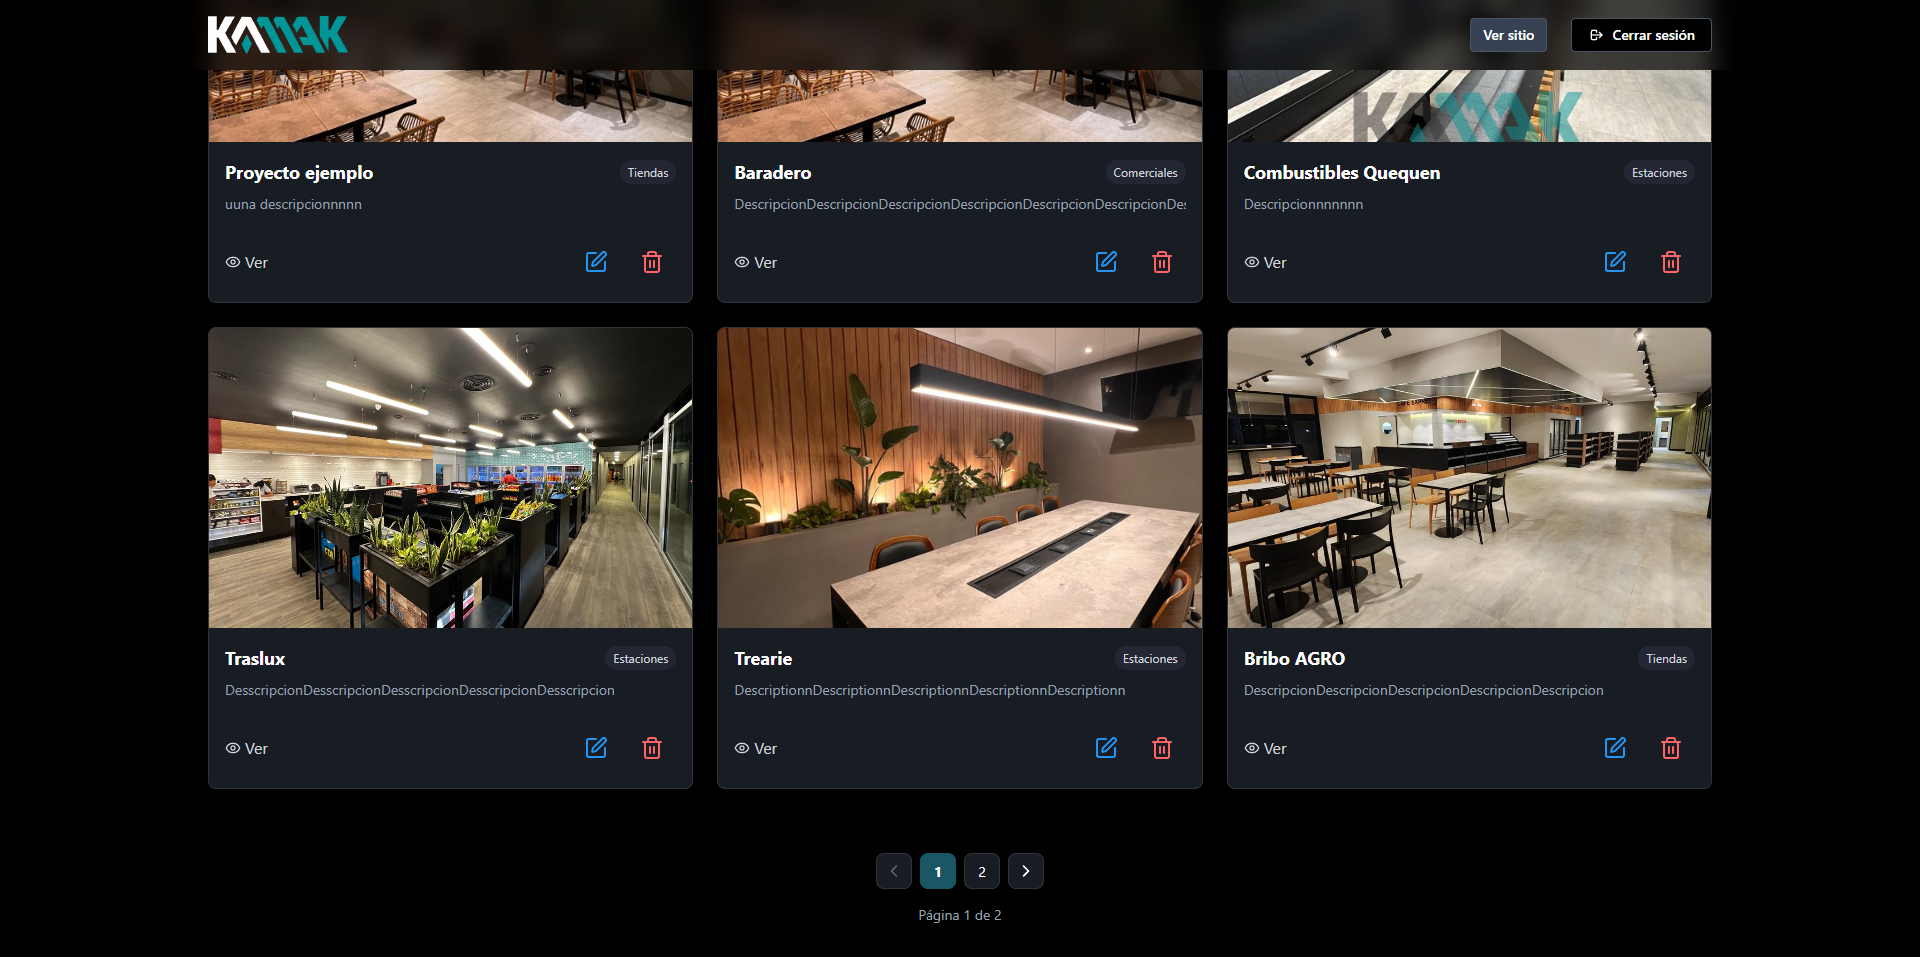 KAMAK
Ver sitio
Cerrar sesión
KAMAK
Proyecto ejemplo
Tiendas
uuna descripcionnnnn
Ver
Baradero
Comerciales
DescripcionDescripcionDescripcionDescripcionDescripcionDescripcionDes
Ver
Combustibles Quequen
Estaciones
Descripcionnnnnnn
Ver
Traslux
Estaciones
DesscripcionDesscripcionDesscripcionDesscripcionDesscripcion
Ver
Trearie
Estaciones
DescriptionnDescriptionnDescriptionnDescriptionnDescriptionn
Ver
Bribo AGRO
Tiendas
DescripcionDescripcionDescripcionDescripcionDescripcion
Ver
1
2
Página 1 de 2